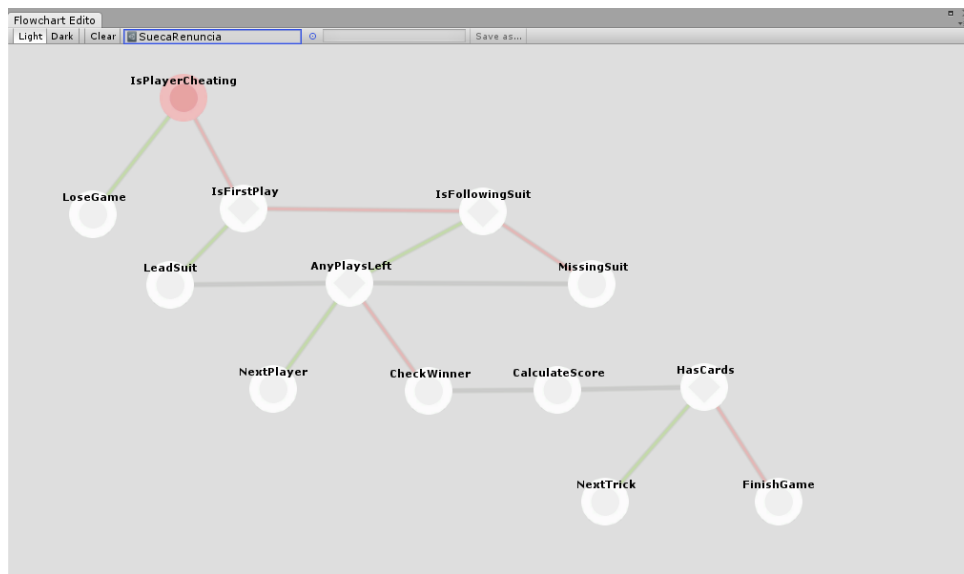 Flowchart Edito
Light Dark Clear SuecaRenuncia Save as...
IsPlayerCheating
LoseGame
IsFirstPlay
IsFollowingSuit
LeadSuit
AnyPlaysLeft
MissingSuit
NextPlayer
CheckWinner
CalculateScore
HasCards
NextTrick
FinishGame